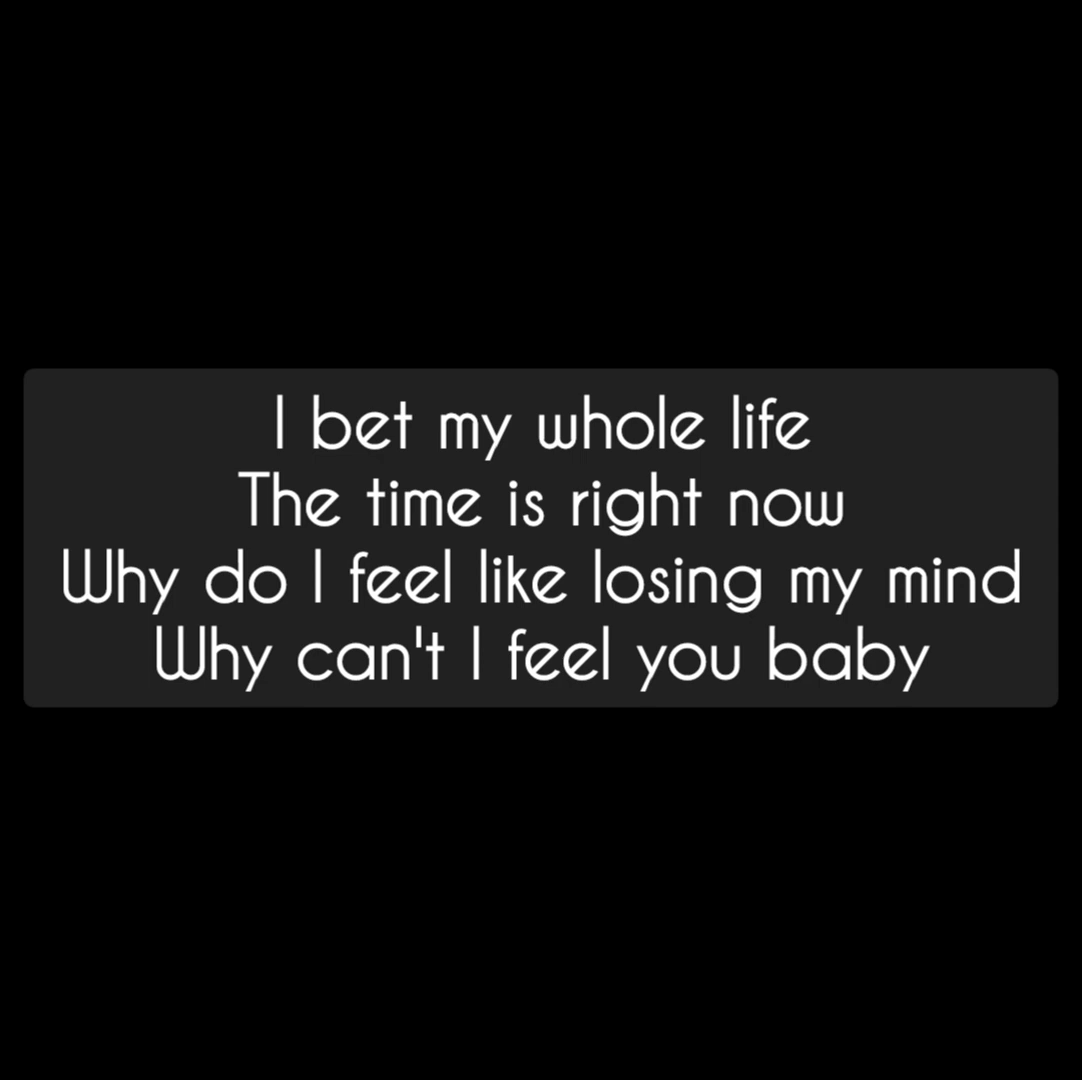 I bet my whole life
The time is right now
Why do I feel like losing my mind
Why can't I feel you baby